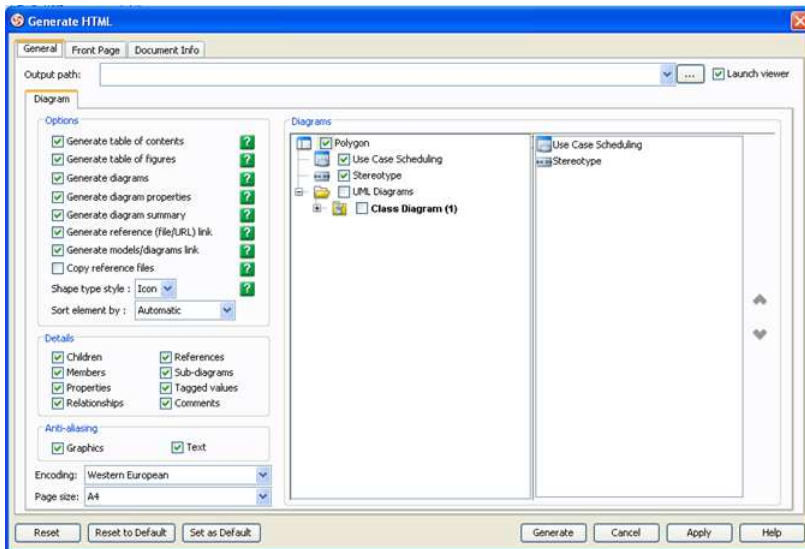 Generate HTML
General Front Page Document Info
Output path: ... Launch viewer
Diagram
Options
Generate table of contents ?
Generate table of figures ?
Generate diagrams ?
Generate diagram properties ?
Generate diagram summary ?
Generate reference (file/URL) link ?
Generate models/diagrams link ?
Copy reference files ?
Shape type style : Icon ?
Sort element by : Automatic
Details
Children References
Members Sub-diagrams
Properties Tagged values
Relationships Comments
Anti-aliasing
Graphics Text
Encoding: Western European
Page size: A4
Diagrams
Polygon
Use Case Scheduling
Stereotype
UML Diagrams
Class Diagram (1)
Use Case Scheduling
Stereotype
Reset Reset to Default Set as Default Generate Cancel Apply Help